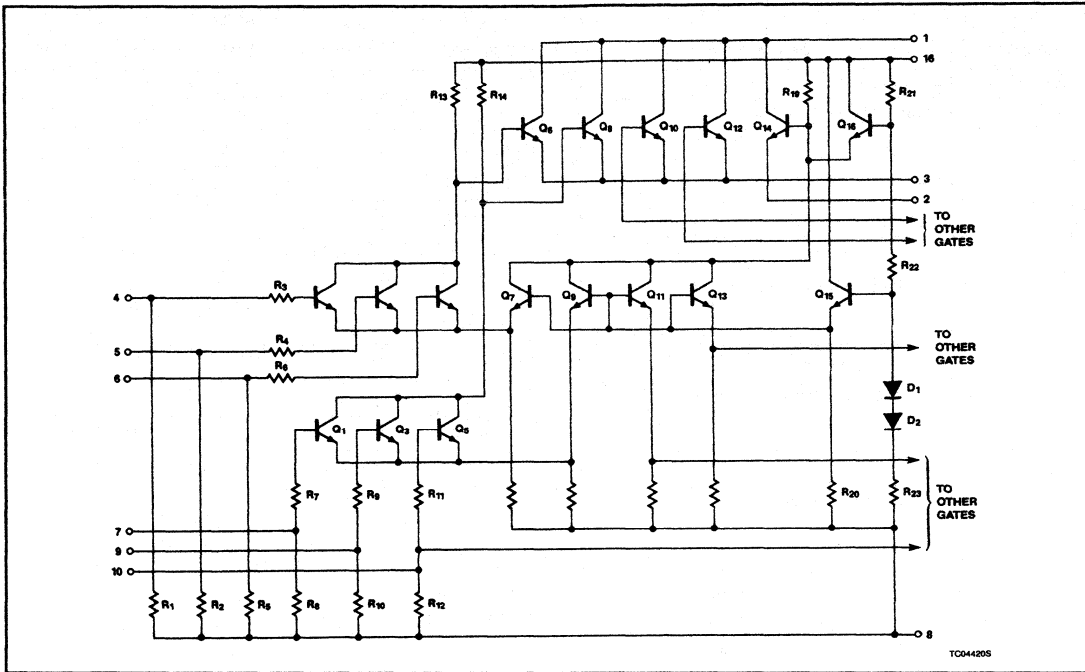 1
16
R13
R14
R19
R21
Q6
Q8
Q10
Q12
Q14
Q16
3
2
TO
OTHER
GATES
R22
R3
4
Q7
Q9
Q11
Q13
Q15
R4
5
R6
6
TO
OTHER
GATES
D1
D2
Q1
Q3
Q5
R7
R9
R11
R20
R23
TO
OTHER
GATES
7
9
10
R1
R2
R5
R8
R10
R12
8
TC04420S